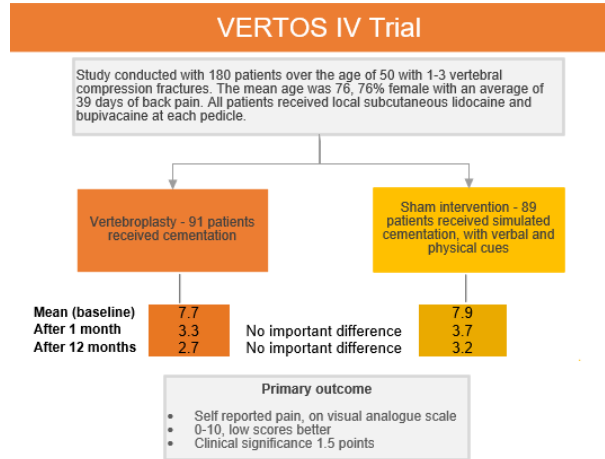 VERTOS IV Trial
Study conducted with 180 patients over the age of 50 with 1-3 vertebral
compression fractures. The mean age was 76, 76% female with an average of
39 days of back pain. All patients received local subcutaneous lidocaine and
bupivacaine at each pedicle.
Vertebroplasty - 91 patients
received cementation
Sham intervention - 89
patients received simulated
cementation, with verbal and
physical cues
Mean (baseline) 7.7 7.9
After 1 month 3.3 No important difference 3.7
After 12 months 2.7 No important difference 3.2
Primary outcome
• Self reported pain, on visual analogue scale
• 0-10, low scores better
• Clinical significance 1.5 points